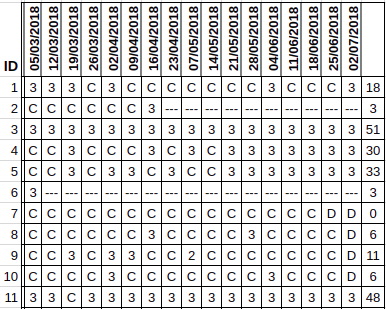 ID 05/03/2018 12/03/2018 19/03/2018 26/03/2018 02/04/2018 09/04/2018 16/04/2018 23/04/2018 07/05/2018 14/05/2018 21/05/2018 28/05/2018 04/06/2018 11/06/2018 18/06/2018 25/06/2018 02/07/2018
1 3 3 3 C 3 C C C C C C C 3 C C C 3 18
2 C C C C C C 3 --- --- --- --- --- --- --- --- --- --- 3
3 3 3 3 3 3 3 3 3 3 3 3 3 3 3 3 3 3 51
4 C C 3 C C C 3 C 3 C 3 3 3 3 3 3 3 30
5 C C 3 C 3 3 C 3 C C 3 3 3 3 3 3 3 33
6 3 --- --- --- --- --- --- --- --- --- --- --- --- --- --- --- --- 3
7 C C C C C C C C C C C C C C C D D 0
8 C C C C C C 3 C C C C 3 C C C C D 6
9 C C 3 C 3 3 C C 2 C C C C C C C D 11
10 C C C C 3 C C C C C C C 3 C C C D 6
11 3 3 C 3 3 3 3 3 3 3 3 3 3 3 3 3 3 48